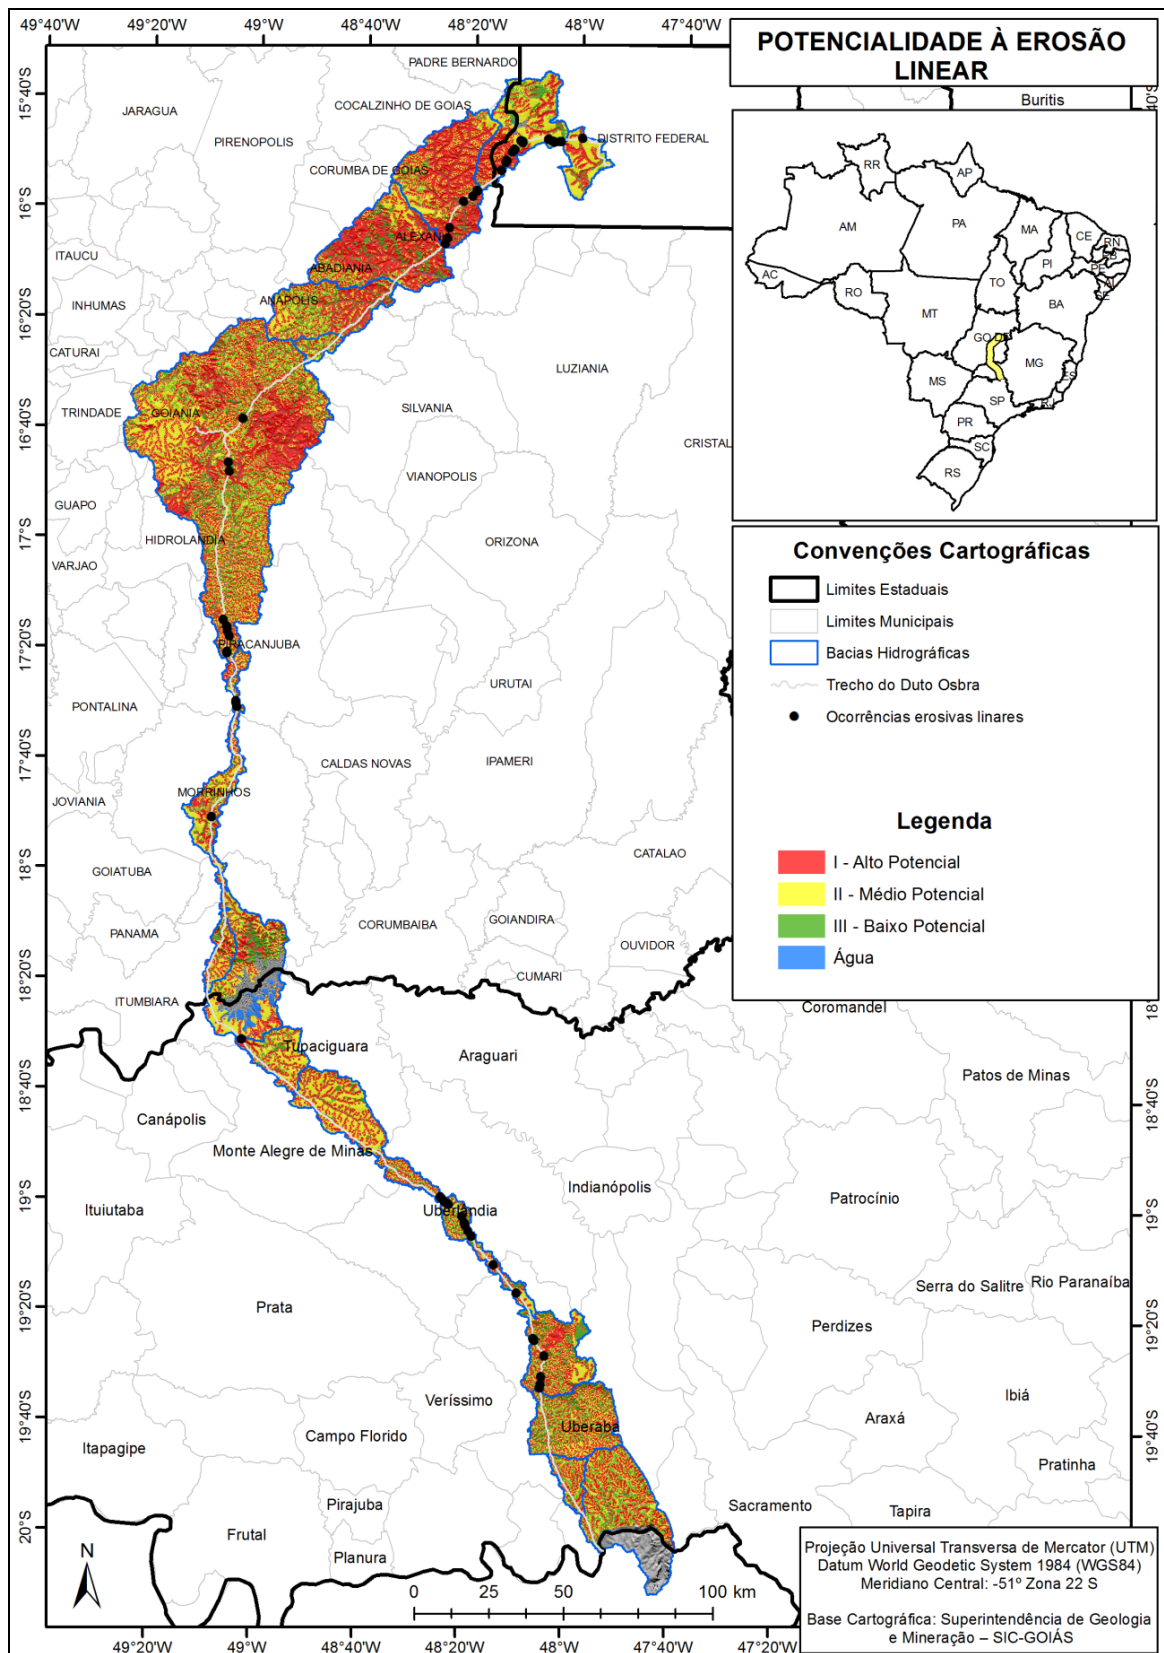 49°40'W
49°20'W
49°W
48°40'W
48°20'W
48°W
47°40'W
POTENCIALIDADE À EROSÃO
LINEAR
PADRE BERNARDO
15°40'S
JARAGUA
COCALZINHO DE GOIAS
Buritis
PIRENOPOLIS
DISTRITO FEDERAL
CORUMBA DE GOIAS
16°S
ALEXAN
ITAUCU
ABADIANIA
INHUMAS
ANAPOLIS
16°20'S
CATURAI
LUZIANIA
TRINDADE
GOIANIA
SILVANIA
16°40'S
CRISTAL
VIANOPOLIS
GUAPO
17°S
HIDROLANDIA
ORIZONA
VARJAO
17°20'S
PIRACANJUBA
URUTAI
PONTALINA
17°40'S
CALDAS NOVAS
IPAMERI
MORRINHOS
JOVIANIA
CATALAO
18°S
GOIATUBA
CORUMBAIBA
GOIANDIRA
PANAMA
OUVIDOR
18°20'S
CUMARI
ITUMBIARA
RR
AP
AM
PA
MA
CE
RN
PI
PE
AC
RO
TO
BA
SE
MT
GO
MG
ES
MS
SP
RJ
PR
SC
RS
Convenções Cartográficas
Limites Estaduais
Limites Municipais
Bacias Hidrográficas
Trecho do Duto Osbra
Ocorrências erosivas linares
Legenda
I - Alto Potencial
II - Médio Potencial
III - Baixo Potencial
Água
Coromandel
Tupaciguara
Araguari
18°40'S
Patos de Minas
18°40'S
Canápolis
Monte Alegre de Minas
Indianópolis
Patrocínio
19°S
Ituiutaba
Uberlandia
19°S
Serra do Salitre
Rio Paranaíba
19°20'S
Prata
Perdizes
19°20'S
Veríssimo
Ibiá
19°40'S
Uberaba
Araxá
Campo Florido
19°40'S
Itapagipe
Pratinha
Pirajuba
Sacramento
Tapira
20°S
Frutal
Planura
N
0 25 50 100 km
Projeção Universal Transversa de Mercator (UTM)
Datum World Geodetic System 1984 (WGS84)
Meridiano Central: -51º Zona 22 S
Base Cartográfica: Superintendência de Geologia
e Mineração – SIC-GOIÁS
49°20'W
49°W
48°40'W
48°20'W
48°W
47°40'W
47°20'W